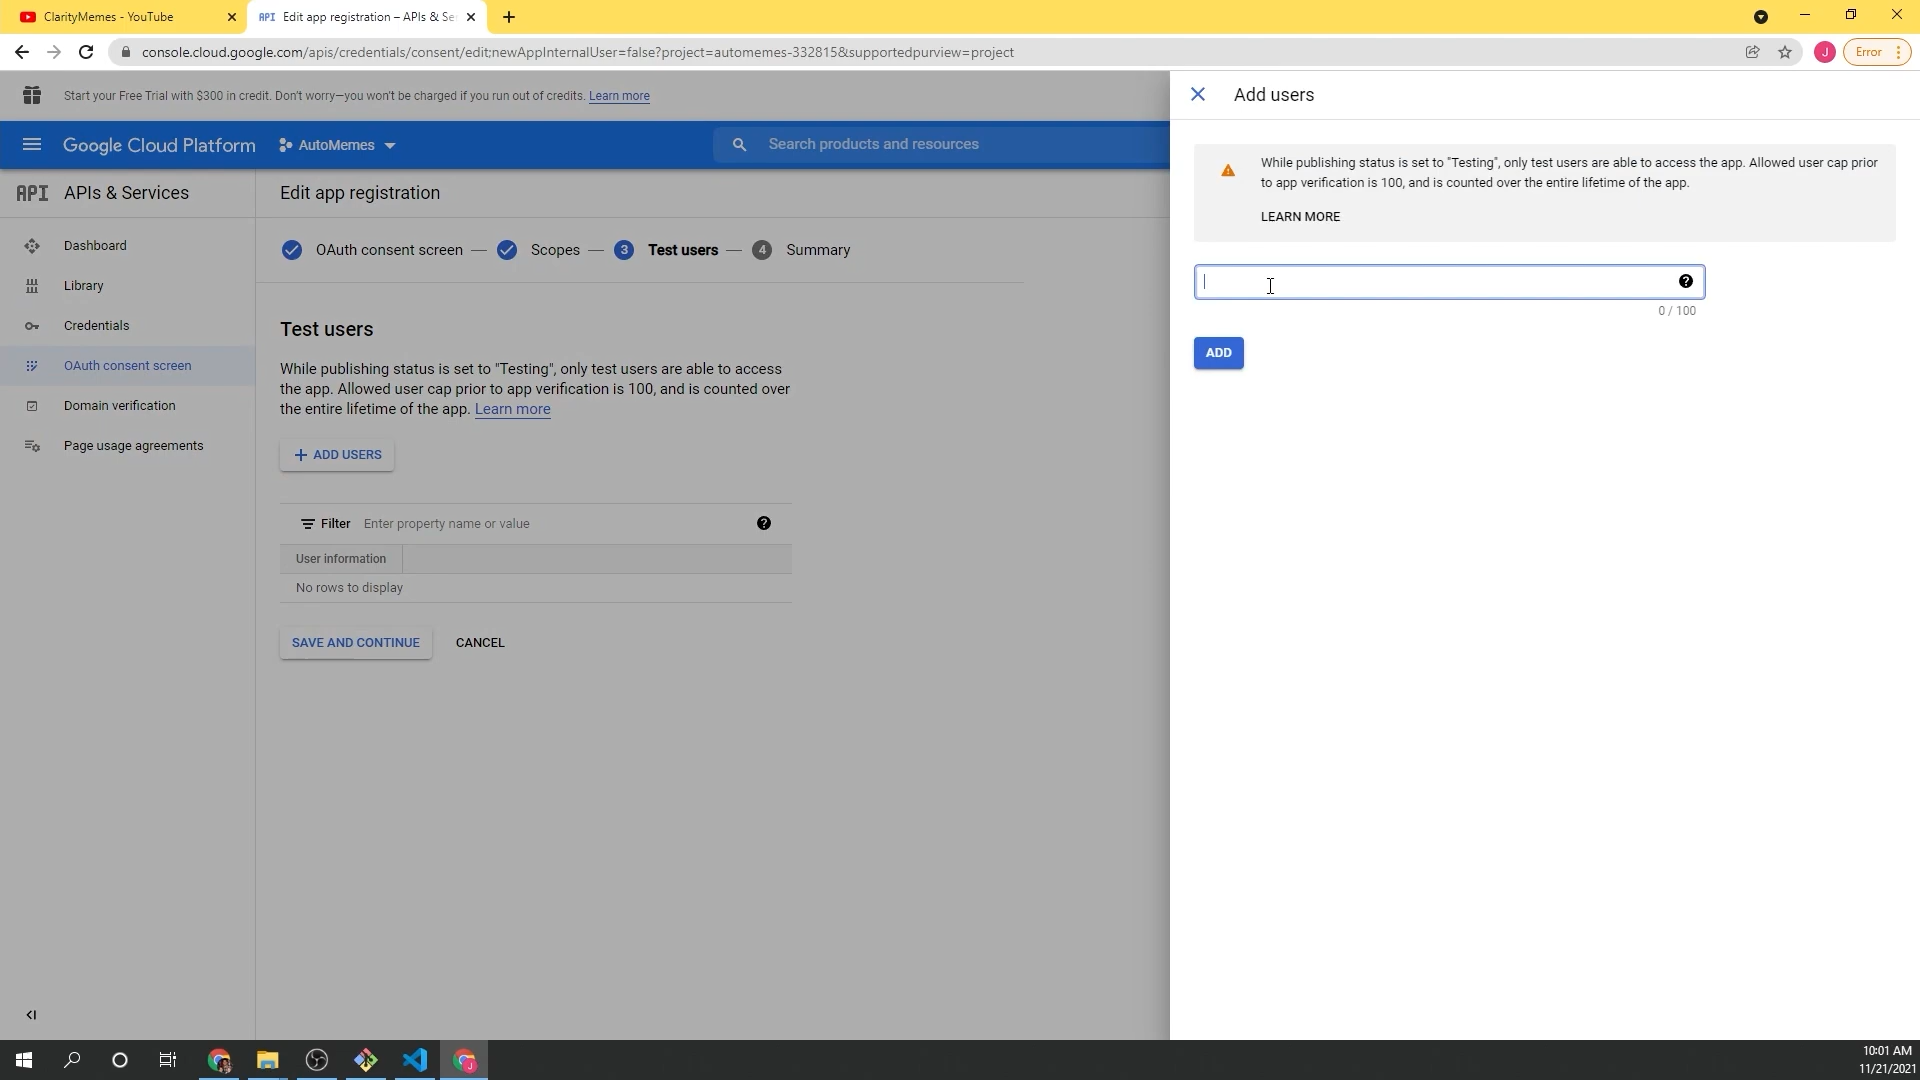 ClarityMemes - YouTube
API Edit app registration – APIs & Se
console.cloud.google.com/apis/credentials/consent/edit;newAppInternalUser=false?project=automemes-332815&supportedpurview=project
J
Error
Start your Free Trial with $300 in credit. Don't worry—you won't be charged if you run out of credits. Learn more
Google Cloud Platform
AutoMemes
Search products and resources
API APIs & Services
Dashboard
Library
Credentials
OAuth consent screen
Domain verification
Page usage agreements
Edit app registration
OAuth consent screen — Scopes — 3 Test users — 4 Summary
Test users
While publishing status is set to "Testing", only test users are able to access
the app. Allowed user cap prior to app verification is 100, and is counted over
the entire lifetime of the app. Learn more
+ ADD USERS
Filter Enter property name or value
User information
No rows to display
SAVE AND CONTINUE CANCEL
Add users
While publishing status is set to "Testing", only test users are able to access the app. Allowed user cap prior
to app verification is 100, and is counted over the entire lifetime of the app.
LEARN MORE
0 / 100
ADD
10:01 AM
11/21/2021